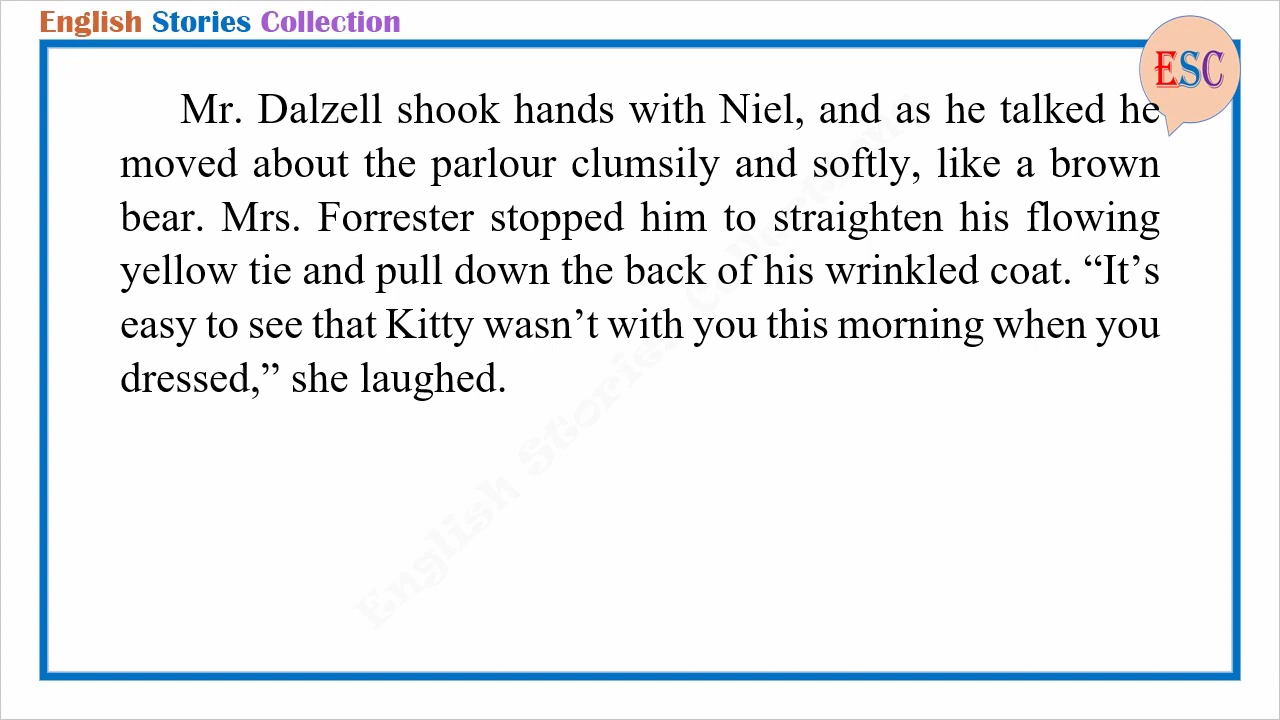 English Stories Collection
ESC
Mr. Dalzell shook hands with Niel, and as he talked he
moved about the parlour clumsily and softly, like a brown
bear. Mrs. Forrester stopped him to straighten his flowing
yellow tie and pull down the back of his wrinkled coat. “It’s
easy to see that Kitty wasn’t with you this morning when you
dressed,” she laughed.
English Stories Collection